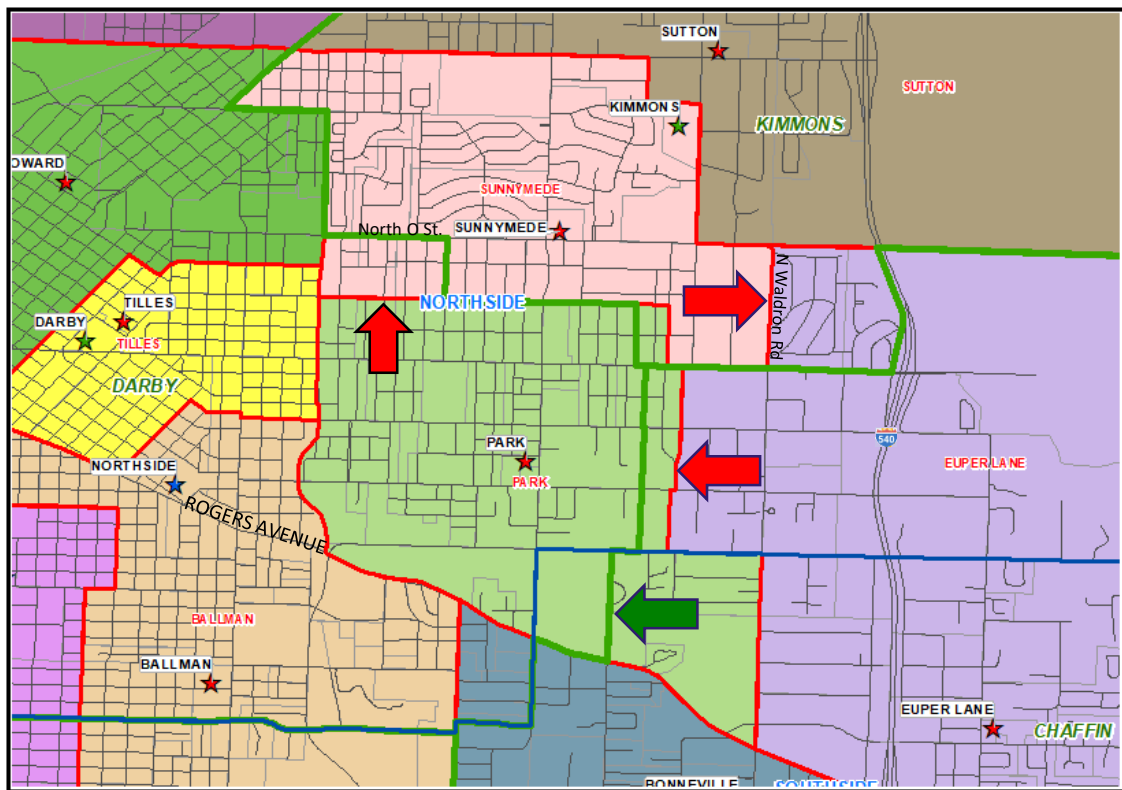 SUTTON
SUTTON
KIMMONS
KIMMONS
OWARD
SUNNYMEDE
SUNNYMEDE
North O St.
N Waldron Rd
TILLES
NORTHSIDE
DARBY
TILLES
DARBY
540
PARK
EUPER LANE
NORTHSIDE
PARK
ROGERS AVENUE
BALLMAN
BALLMAN
EUPER LANE
CHAFFIN
BONNEVILLE
SOUTHSIDE